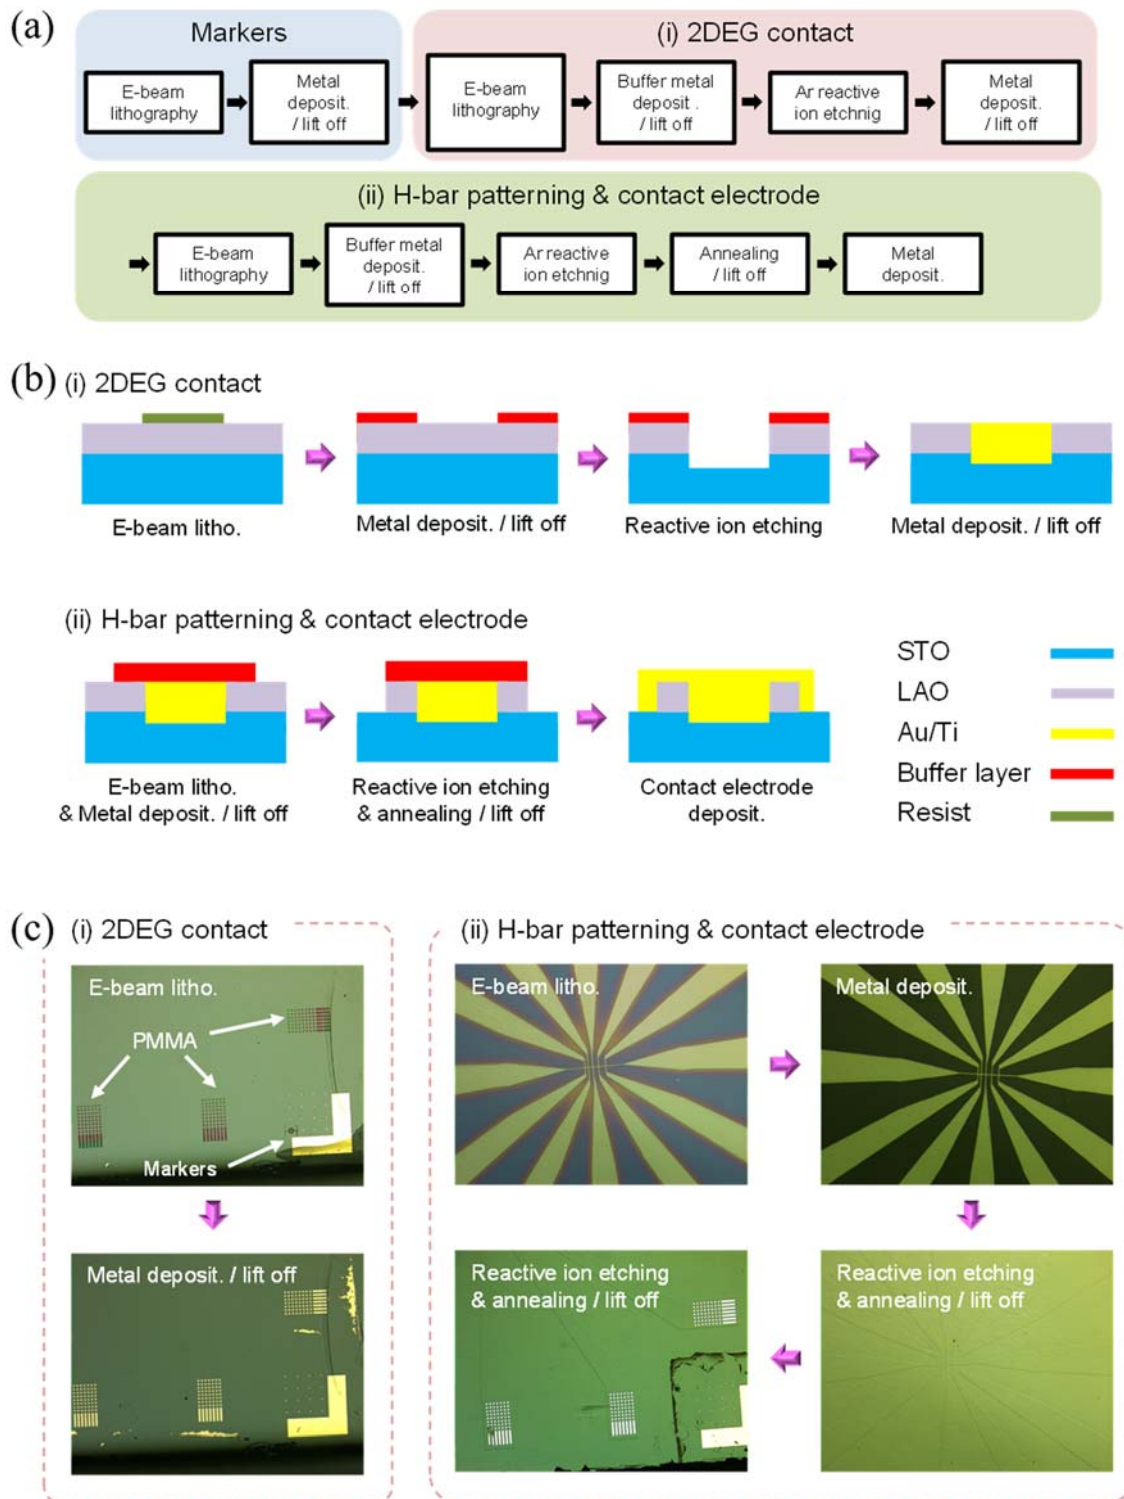 (a)
Markers
(i) 2DEG contact
E-beam
lithography
Metal
deposit.
/ lift off
E-beam
lithography
Buffer metal
deposit .
/ lift off
Ar reactive
ion etchnig
Metal
deposit.
/ lift off
(ii) H-bar patterning & contact electrode
E-beam
lithography
Buffer metal
deposit.
/ lift off
Ar reactive
ion etchnig
Annealing
/ lift off
Metal
deposit.
(b)
(i) 2DEG contact
E-beam litho.
Metal deposit. / lift off
Reactive ion etching
Metal deposit. / lift off
(ii) H-bar patterning & contact electrode
E-beam litho.
& Metal deposit. / lift off
Reactive ion etching
& annealing / lift off
Contact electrode
deposit.
STO
LAO
Au/Ti
Buffer layer
Resist
(c)
(i) 2DEG contact
E-beam litho.
PMMA
Markers
Metal deposit. / lift off
(ii) H-bar patterning & contact electrode
E-beam litho.
Metal deposit.
Reactive ion etching
& annealing / lift off
Reactive ion etching
& annealing / lift off